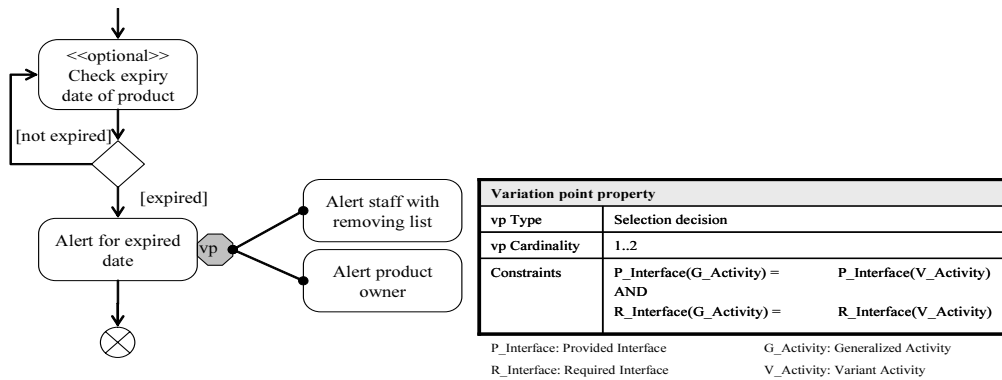 <<optional>>
Check expiry
date of product
[not expired]
[expired]
Alert for expired
date
vp
Alert staff with
removing list
Alert product
owner
Variation point property
vp Type Selection decision
vp Cardinality 1..2
Constraints P_Interface(G_Activity) = P_Interface(V_Activity)
AND
R_Interface(G_Activity) = R_Interface(V_Activity)
P_Interface: Provided Interface G_Activity: Generalized Activity
R_Interface: Required Interface V_Activity: Variant Activity